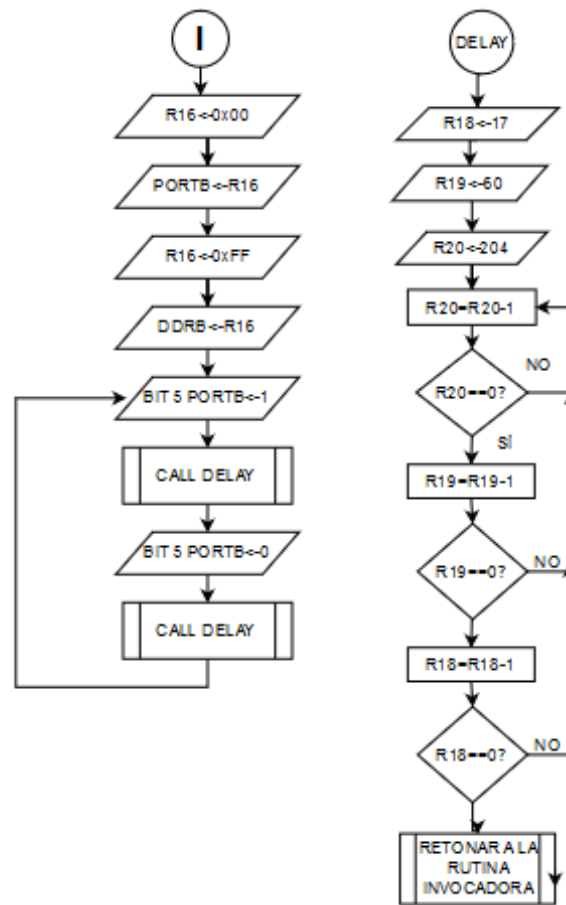 I
R16<-0x00
PORTB<-R16
R16<-0xFF
DDRB<-R16
BIT 5 PORTB<-1
CALL DELAY
BIT 5 PORTB<-0
CALL DELAY
DELAY
R18<-17
R19<-60
R20<-204
R20=R20-1
R20==0?
NO
SÍ
R19=R19-1
R19==0?
NO
R18=R18-1
R18==0?
NO
RETONAR A LA
RUTINA
INVOCADORA